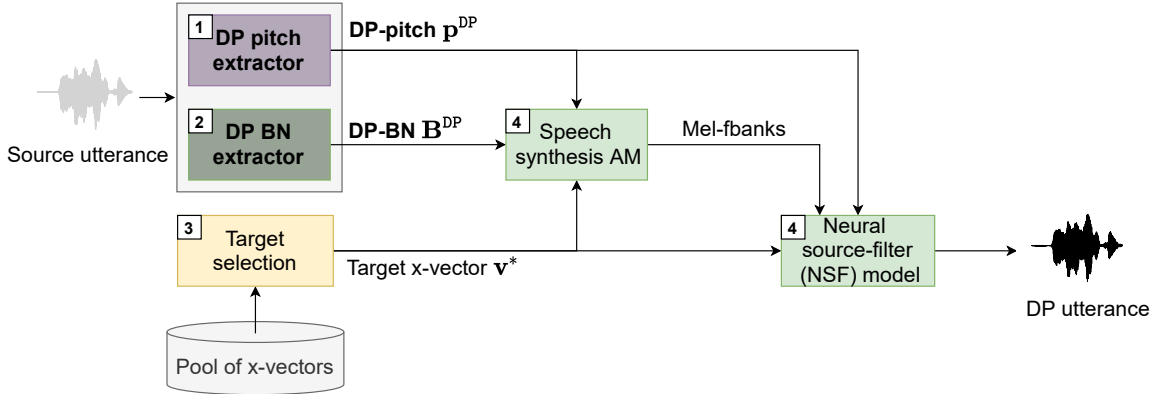 1
DP pitch
extractor
DP-pitch p^DP
Source utterance
2
DP BN
extractor
DP-BN B^DP
4
Speech
synthesis AM
Mel-fbanks
3
Target
selection
Target x-vector v*
4
Neural
source-filter
(NSF) model
DP utterance
Pool of x-vectors